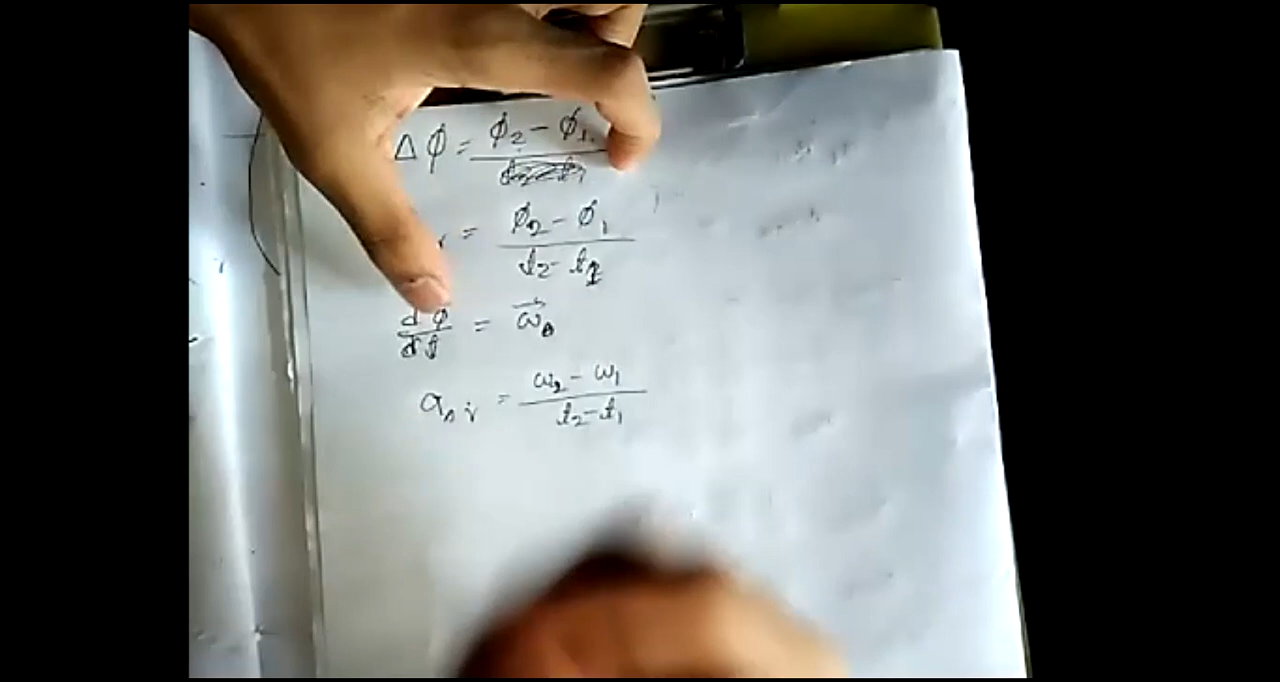 Δϕ = ϕ2 - ϕ1
= ϕ2 - ϕ1 / t2 - t1
dϕ/dt = ω
α = ω2 - ω1 / t2 - t1